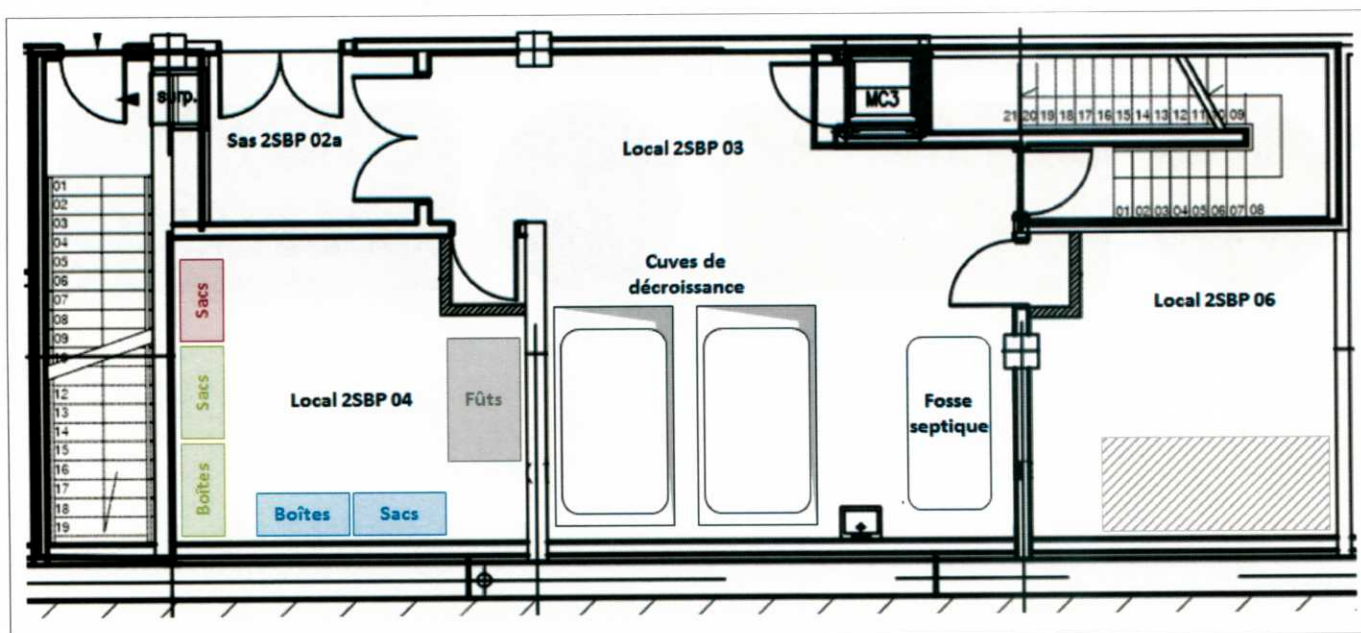 surp.
Sas 2SBP 02a
Local 2SBP 03
MC3
21 20 19 18 17 16 15 14 13 12 11 10 09
01 02 03 04 05 06 07 08
01
02
03
04
05
06
07
08
09
10
12
13
14
15
16
17
18
19
Sacs
Sacs
Boîtes
Local 2SBP 04
Fûts
Boîtes
Sacs
Cuves de
décroissance
Fosse
septique
Local 2SBP 06